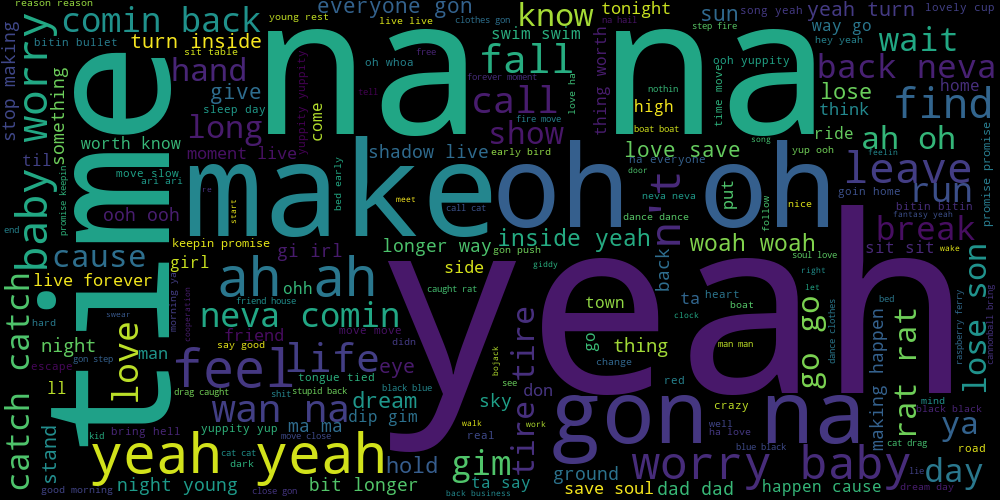 reason reason
young rest
everyone gon
live live
clothes gon
know
tonight
na hail
sun
song yeah
yeah turn
lovely cup
comin back
na na
na
step fire
way go
hey yeah
stop making
bitin bullet
turn inside
sit table
oh whoa
free
swim swim
fall
ooh yuppity
wait
worry
hand
forever moment
thing worth
love ha
back neva
something
give
sleep day
yuppity yuppity
come
tell
call
nothin
high
time move
lose
home
think
find
long
show
fire move
boat boat
song
ride
ah oh
worth know
moment live
shadow live
early bird
love save
yup ooh
feelin
til
baby
move slow
ari ari
bed early
ha everyone
door
leave
time
make
oh oh
n't
put
goin home
run
promise keepin
ooh ooh
start
meet
call cat
neva neva
dance dance
follow
nice
bitin bitin
fantasy yeah
promise promise
end
keepin promise
gi irl
longer way
inside yeah
gon push
woah woah
break
sit sit
wake
cause
girl
side
giddy
back
soul love
live forever
ah ah
ohh
caught rat
yeah
ta
heart
right
morning ya
friend house
town
boat
let
bed
lose son
catch catch
hard
swear
neva comin
cooperation
move move
clock
go
go go
dance clothes
making happen
rat rat
raspberry ferry
cannonball bring
night
man
love
say good
friend
didn
tire tire
thing
man man
escape
gon step
feel
life
eye
bojack
change
ll
drag caught
shit
stupid back
tongue tied
black blue
see
don
red
mind
wan na
dream
sky
gon na
crazy
black black
ya
kid
bring hell
yuppity yup
ma ma
dip gim
walk
work
well
ha love
stand
yeah yeah
move close
real
blue black
cat drag
road
cat cat
dark
hold
gim
ground
worry baby
lie
day
good morning
night young
close gon
bit longer
back business
ta say
save soul
dad dad
happen cause
dream day